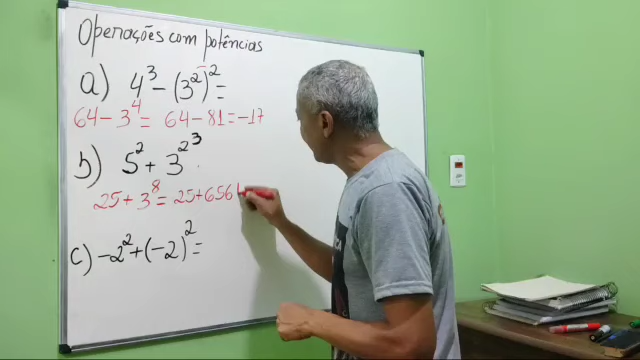 Operações com potências
a) 4³ - (3²)² =
64 - 3⁴ = 64 - 81 = -17
b) 5² + 3^2^3
25 + 3⁸ = 25 + 656
c) -2² + (-2)² =